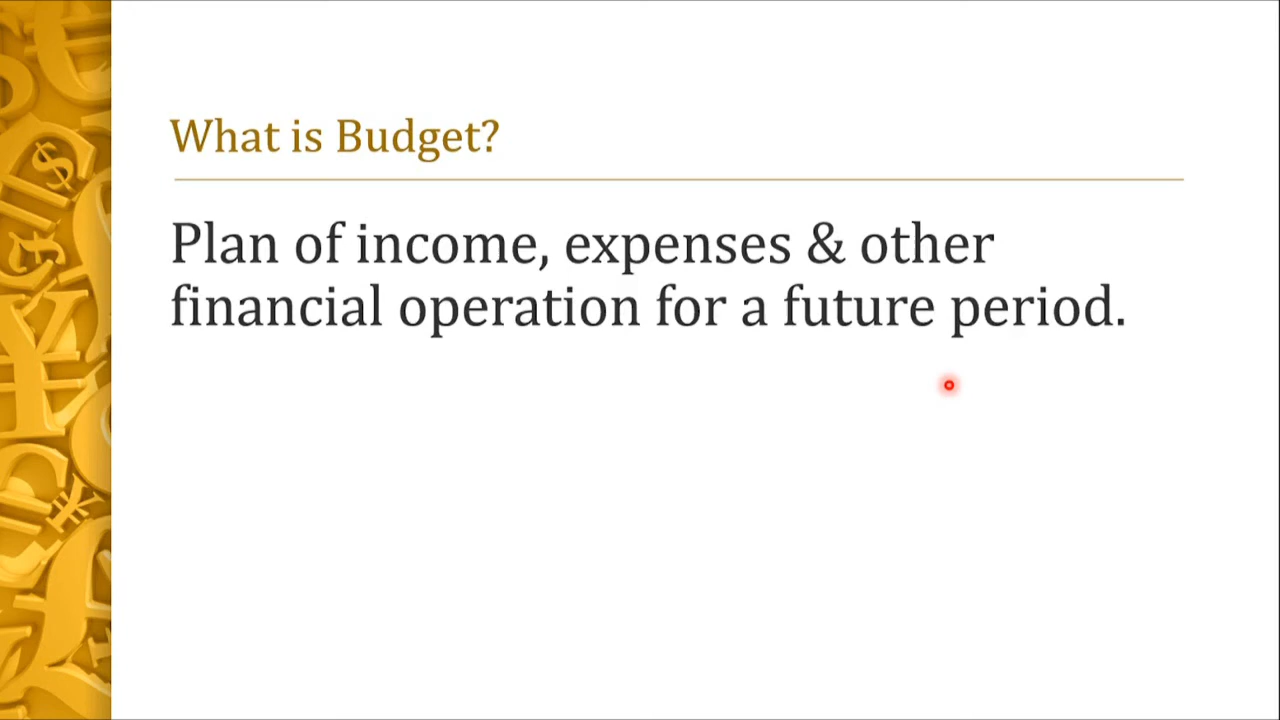 What is Budget?
Plan of income, expenses & other
financial operation for a future period.